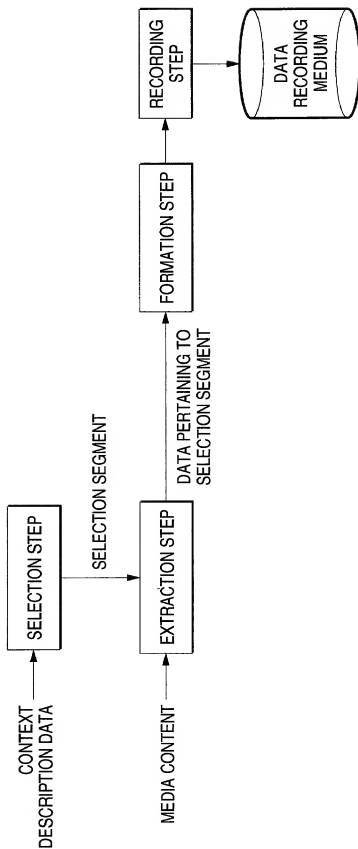 CONTEXT
DESCRIPTION DATA
SELECTION STEP
SELECTION SEGMENT
MEDIA CONTENT
EXTRACTION STEP
DATA PERTAINING TO
SELECTION SEGMENT
FORMATION STEP
RECORDING
STEP
DATA
RECORDING
MEDIUM